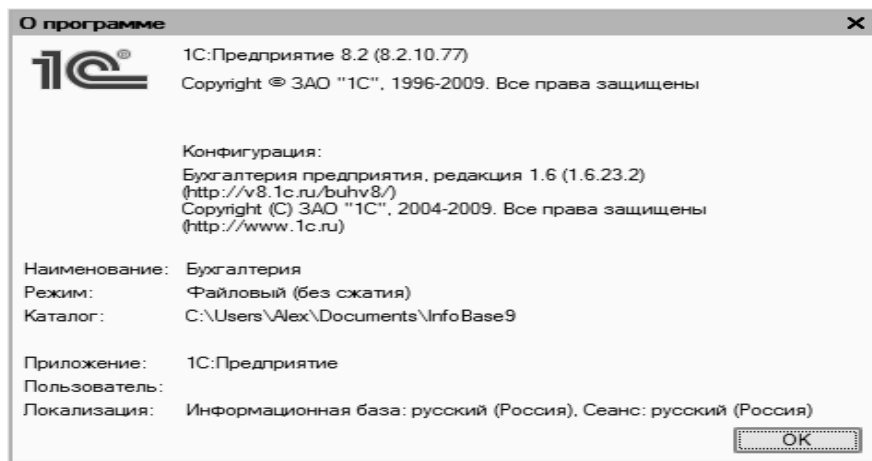 О программе
1С®
1С:Предприятие 8.2 (8.2.10.77)
Copyright © ЗАО "1С", 1996-2009. Все права защищены
Конфигурация:
Бухгалтерия предприятия, редакция 1.6 (1.6.23.2)
(http://v8.1c.ru/buhv8/)
Copyright (C) ЗАО "1С", 2004-2009. Все права защищены
(http://www.1c.ru)
Наименование: Бухгалтерия
Режим: Файловый (без сжатия)
Каталог: C:\Users\Alex\Documents\InfoBase9
Приложение: 1С:Предприятие
Пользователь:
Локализация: Информационная база: русский (Россия), Сеанс: русский (Россия)
OK